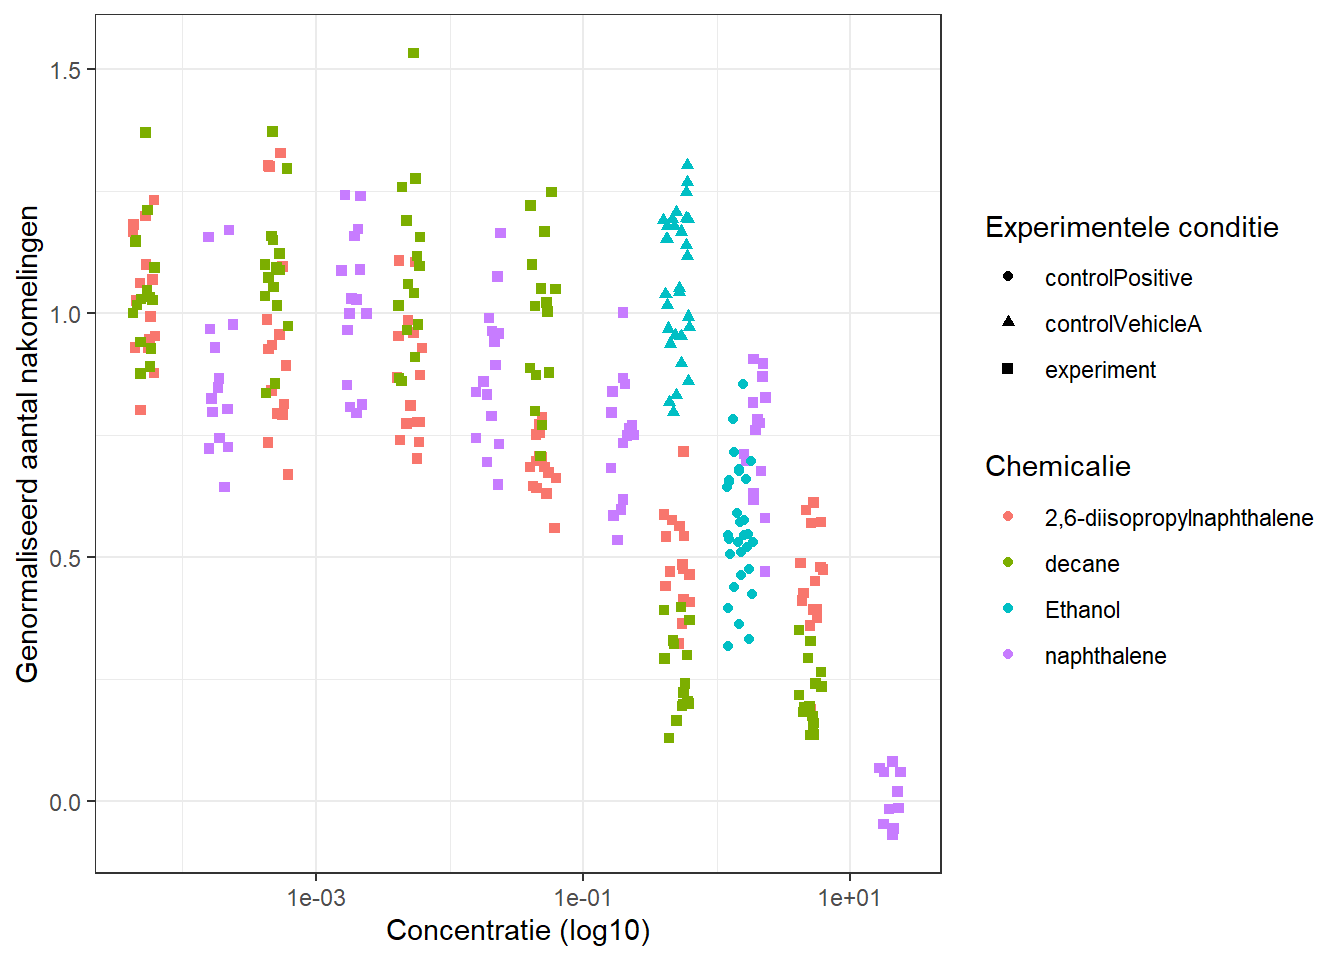 Genormaliseerd aantal nakomelingen
1.5
1.0
0.5
0.0
1e-03
1e-01
1e+01
Concentratie (log10)
Experimentele conditie
controlPositive
controlVehicleA
experiment
Chemicalie
2,6-diisopropylnaphthalene
decane
Ethanol
naphthalene